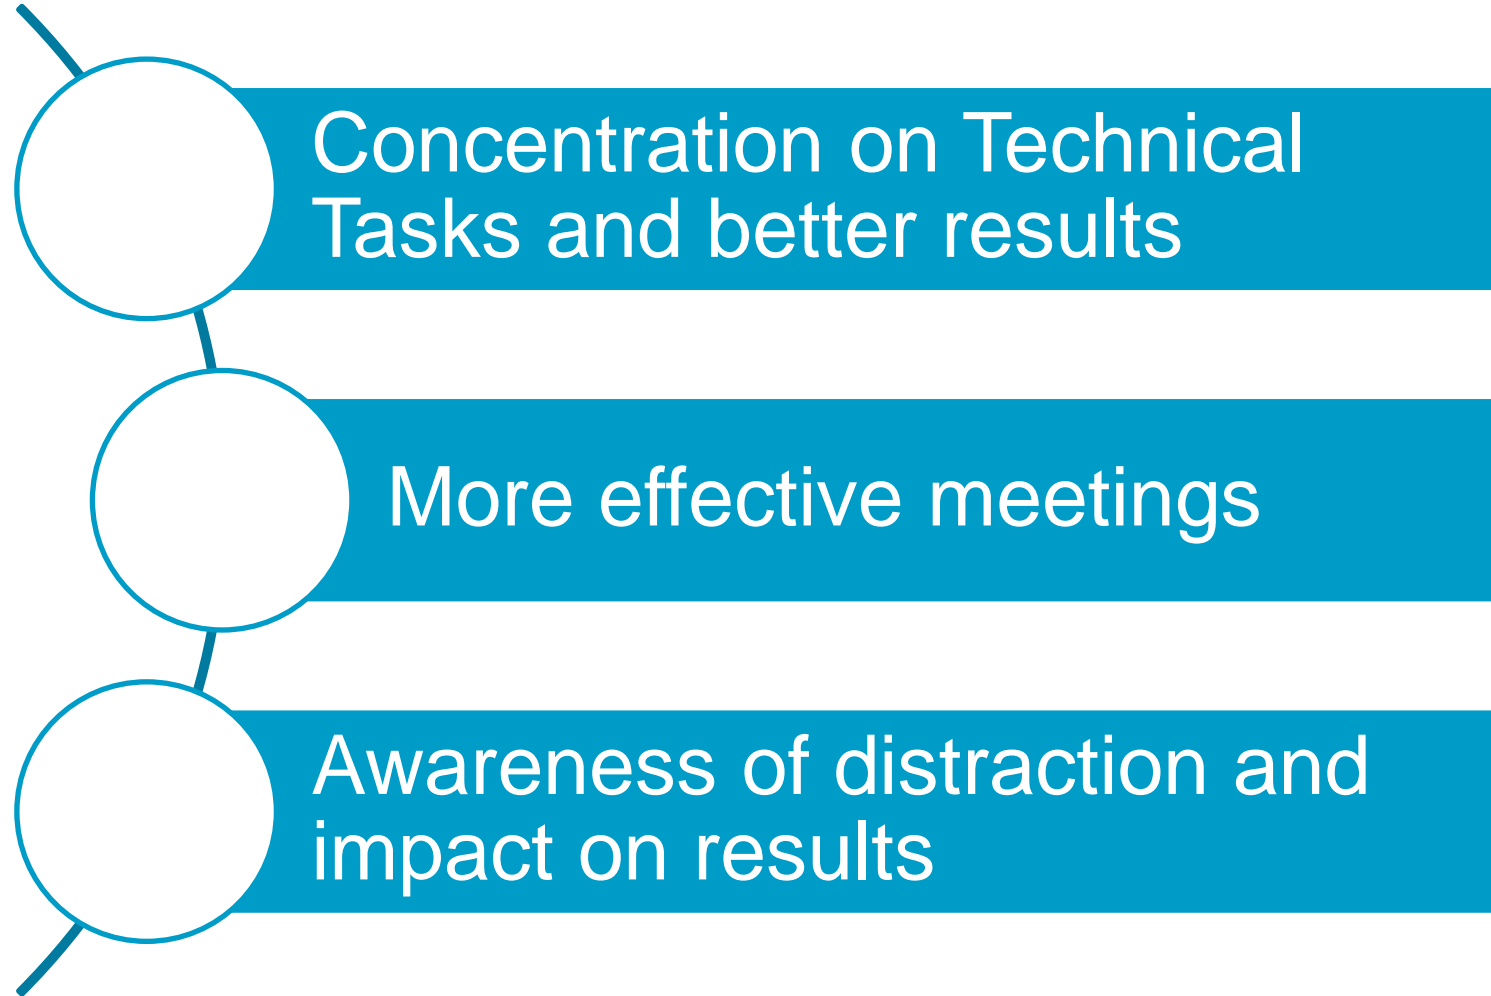 Concentration on Technical
Tasks and better results
More effective meetings
Awareness of distraction and
impact on results